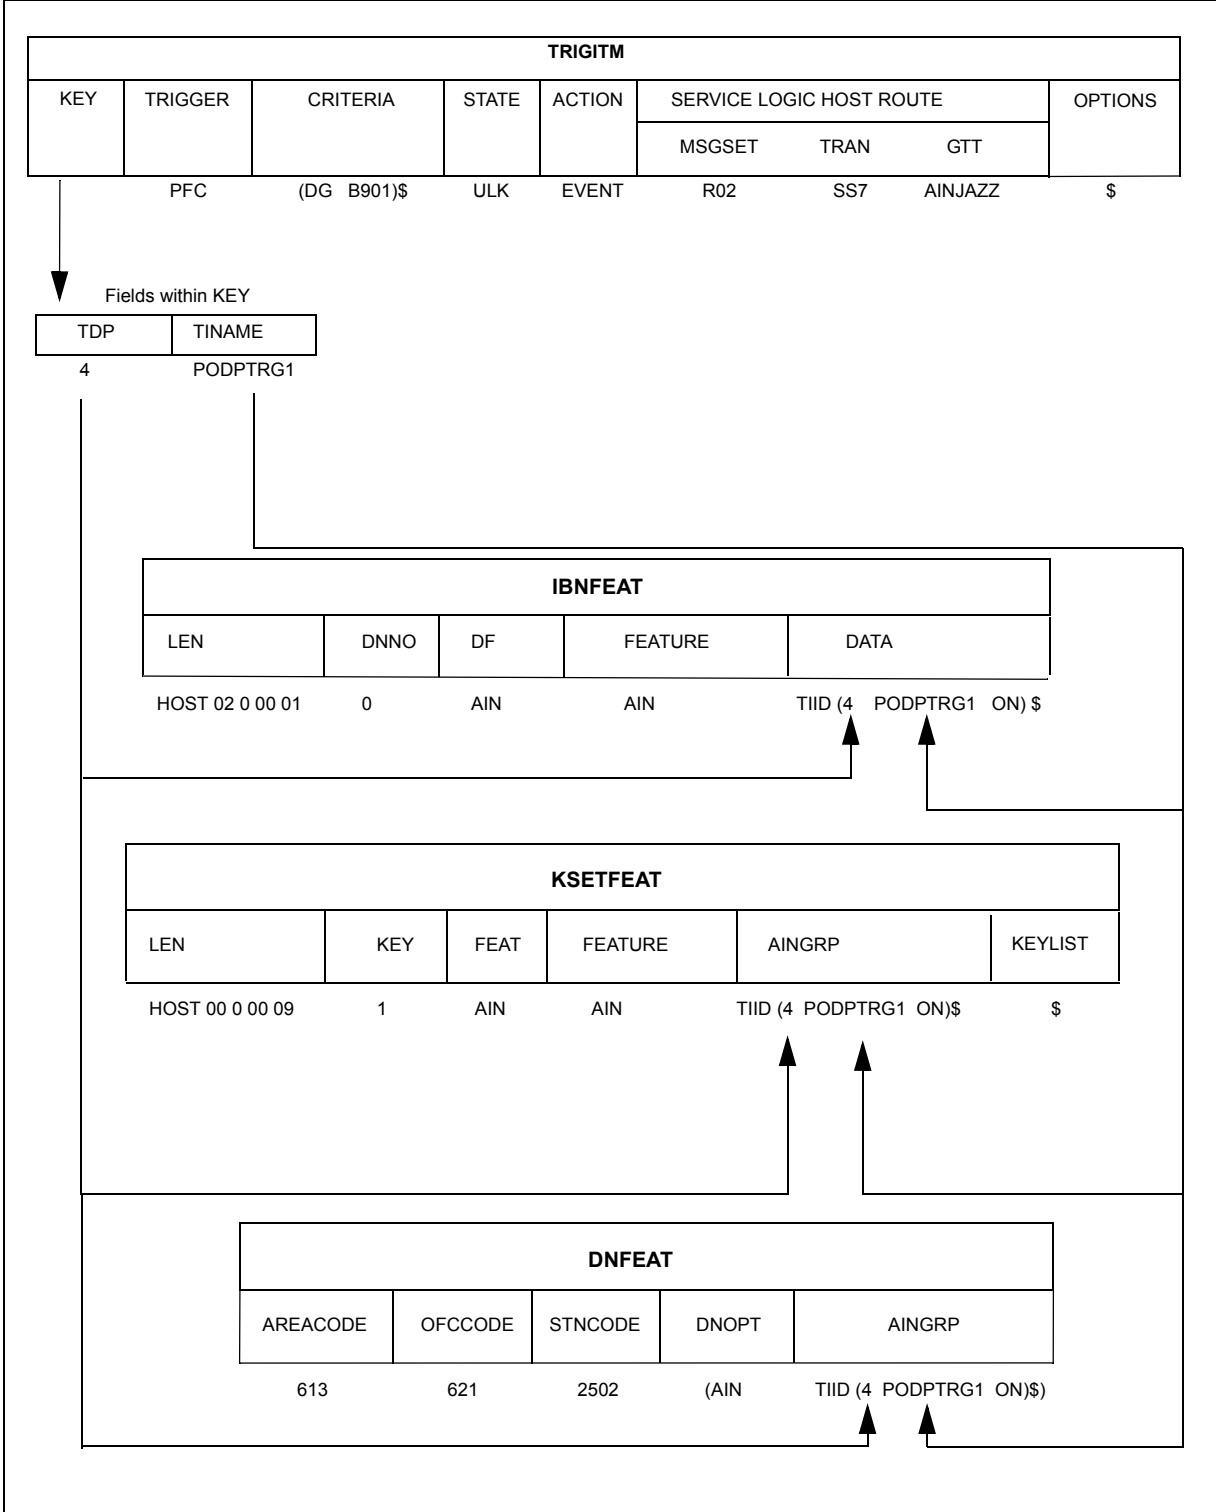 TRIGITM
KEY TRIGGER CRITERIA STATE ACTION SERVICE LOGIC HOST ROUTE OPTIONS
MSGSET TRAN GTT
PFC (DG B901)$ ULK EVENT R02 SS7 AINJAZZ $
Fields within KEY
TDP TINAME
4 PODPTRG1
IBNFEAT
LEN DNNO DF FEATURE DATA
HOST 02 0 00 01 0 AIN AIN TIID (4 PODPTRG1 ON) $
KSETFEAT
LEN KEY FEAT FEATURE AINGRP KEYLIST
HOST 00 0 00 09 1 AIN AIN TIID (4 PODPTRG1 ON)$ $
DNFEAT
AREACODE OFCCODE STNCODE DNOPT AINGRP
613 621 2502 (AIN TIID (4 PODPTRG1 ON)$)